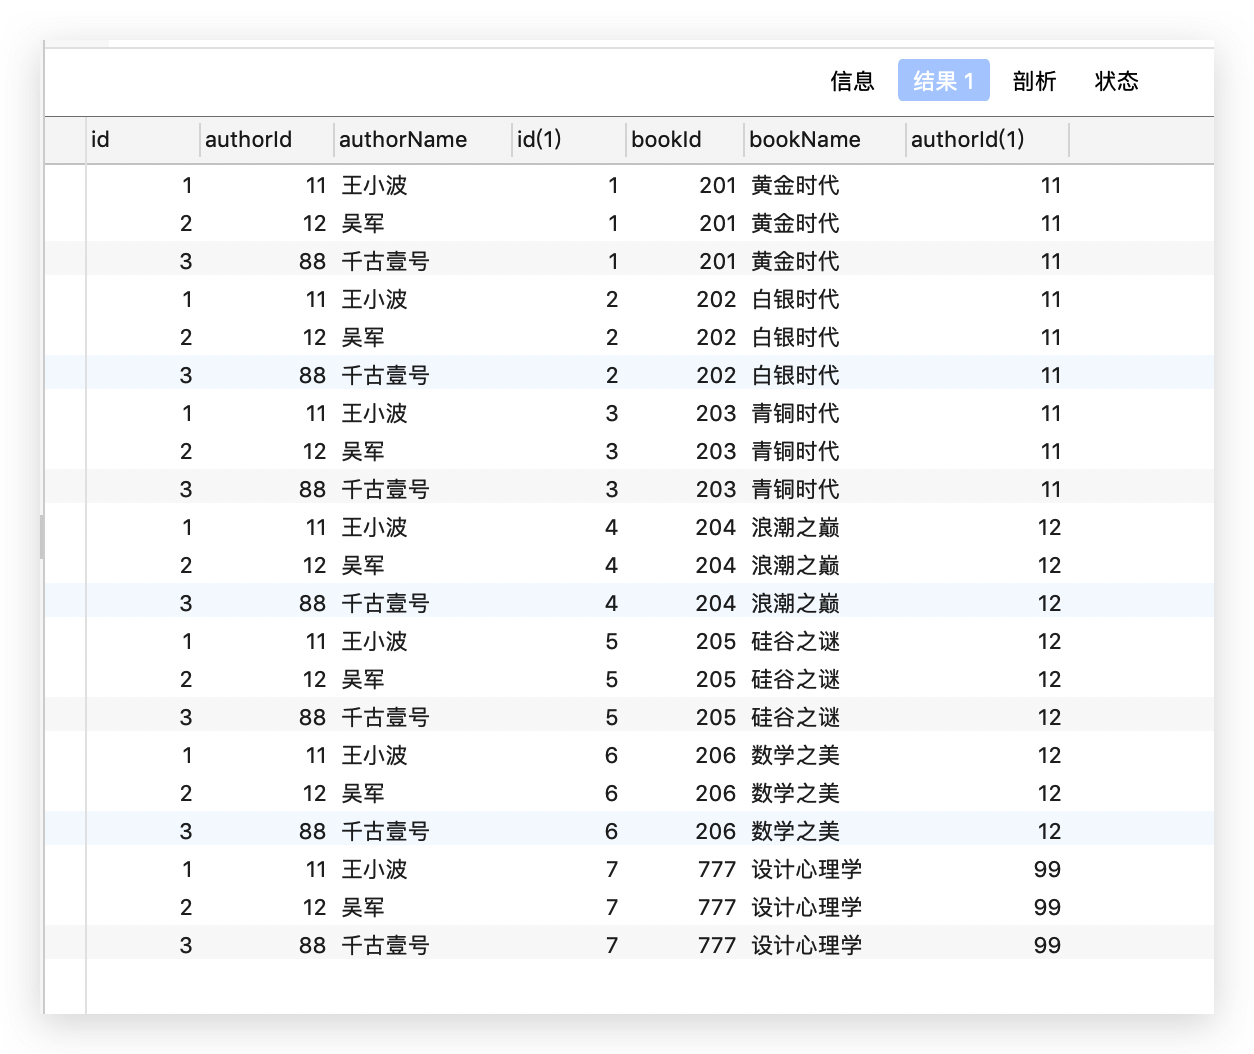 信息 结果 1 剖析 状态
id authorId authorName id(1) bookId bookName authorId(1)
1 11 王小波 1 201 黄金时代 11
2 12 吴军 1 201 黄金时代 11
3 88 千古壹号 1 201 黄金时代 11
1 11 王小波 2 202 白银时代 11
2 12 吴军 2 202 白银时代 11
3 88 千古壹号 2 202 白银时代 11
1 11 王小波 3 203 青铜时代 11
2 12 吴军 3 203 青铜时代 11
3 88 千古壹号 3 203 青铜时代 11
1 11 王小波 4 204 浪潮之巅 12
2 12 吴军 4 204 浪潮之巅 12
3 88 千古壹号 4 204 浪潮之巅 12
1 11 王小波 5 205 硅谷之谜 12
2 12 吴军 5 205 硅谷之谜 12
3 88 千古壹号 5 205 硅谷之谜 12
1 11 王小波 6 206 数学之美 12
2 12 吴军 6 206 数学之美 12
3 88 千古壹号 6 206 数学之美 12
1 11 王小波 7 777 设计心理学 99
2 12 吴军 7 777 设计心理学 99
3 88 千古壹号 7 777 设计心理学 99